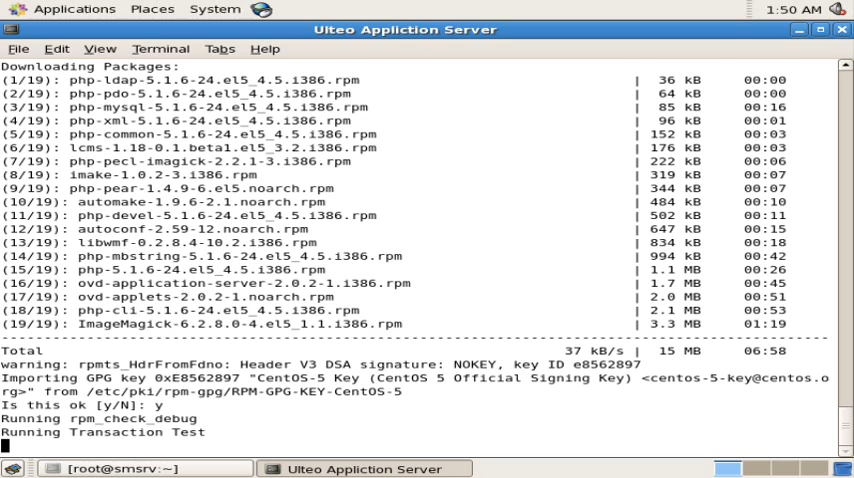 Applications Places System 1:50 AM
Ulteo Appliction Server
File Edit View Terminal Tabs Help
Downloading Packages:
(1/19): php-ldap-5.1.6-24.el5_4.5.i386.rpm | 36 kB 00:00
(2/19): php-pdo-5.1.6-24.el5_4.5.i386.rpm | 64 kB 00:00
(3/19): php-mysql-5.1.6-24.el5_4.5.i386.rpm | 85 kB 00:16
(4/19): php-xml-5.1.6-24.el5_4.5.i386.rpm | 96 kB 00:01
(5/19): php-common-5.1.6-24.el5_4.5.i386.rpm | 152 kB 00:03
(6/19): lcms-1.18-0.1.beta1.el5_3.2.i386.rpm | 176 kB 00:03
(7/19): php-pecl-imagick-2.2.1-3.i386.rpm | 222 kB 00:06
(8/19): imake-1.0.2-3.i386.rpm | 319 kB 00:07
(9/19): php-pear-1.4.9-6.el5.noarch.rpm | 344 kB 00:07
(10/19): automake-1.9.6-2.1.noarch.rpm | 484 kB 00:10
(11/19): php-devel-5.1.6-24.el5_4.5.i386.rpm | 502 kB 00:11
(12/19): autoconf-2.59-12.noarch.rpm | 647 kB 00:15
(13/19): libwmf-0.2.8.4-10.2.i386.rpm | 834 kB 00:18
(14/19): php-mbstring-5.1.6-24.el5_4.5.i386.rpm | 994 kB 00:42
(15/19): php-5.1.6-24.el5_4.5.i386.rpm | 1.1 MB 00:26
(16/19): ovd-application-server-2.0.2-1.i386.rpm | 1.7 MB 00:45
(17/19): ovd-applets-2.0.2-1.noarch.rpm | 2.0 MB 00:51
(18/19): php-cli-5.1.6-24.el5_4.5.i386.rpm | 2.1 MB 00:53
(19/19): ImageMagick-6.2.8.0-4.el5_1.1.i386.rpm | 3.3 MB 01:19
--------------------------------------------------------------------------------
Total 37 kB/s | 15 MB 06:58
warning: rpmts_HdrFromFdno: Header V3 DSA signature: NOKEY, key ID e8562897
Importing GPG key 0xE8562897 "CentOS-5 Key (CentOS 5 Official Signing Key) <centos-5-key@centos.o
rg>" from /etc/pki/rpm-gpg/RPM-GPG-KEY-CentOS-5
Is this ok [y/N]: y
Running rpm_check_debug
Running Transaction Test
[root@smsrv:~] Ulteo Appliction Server